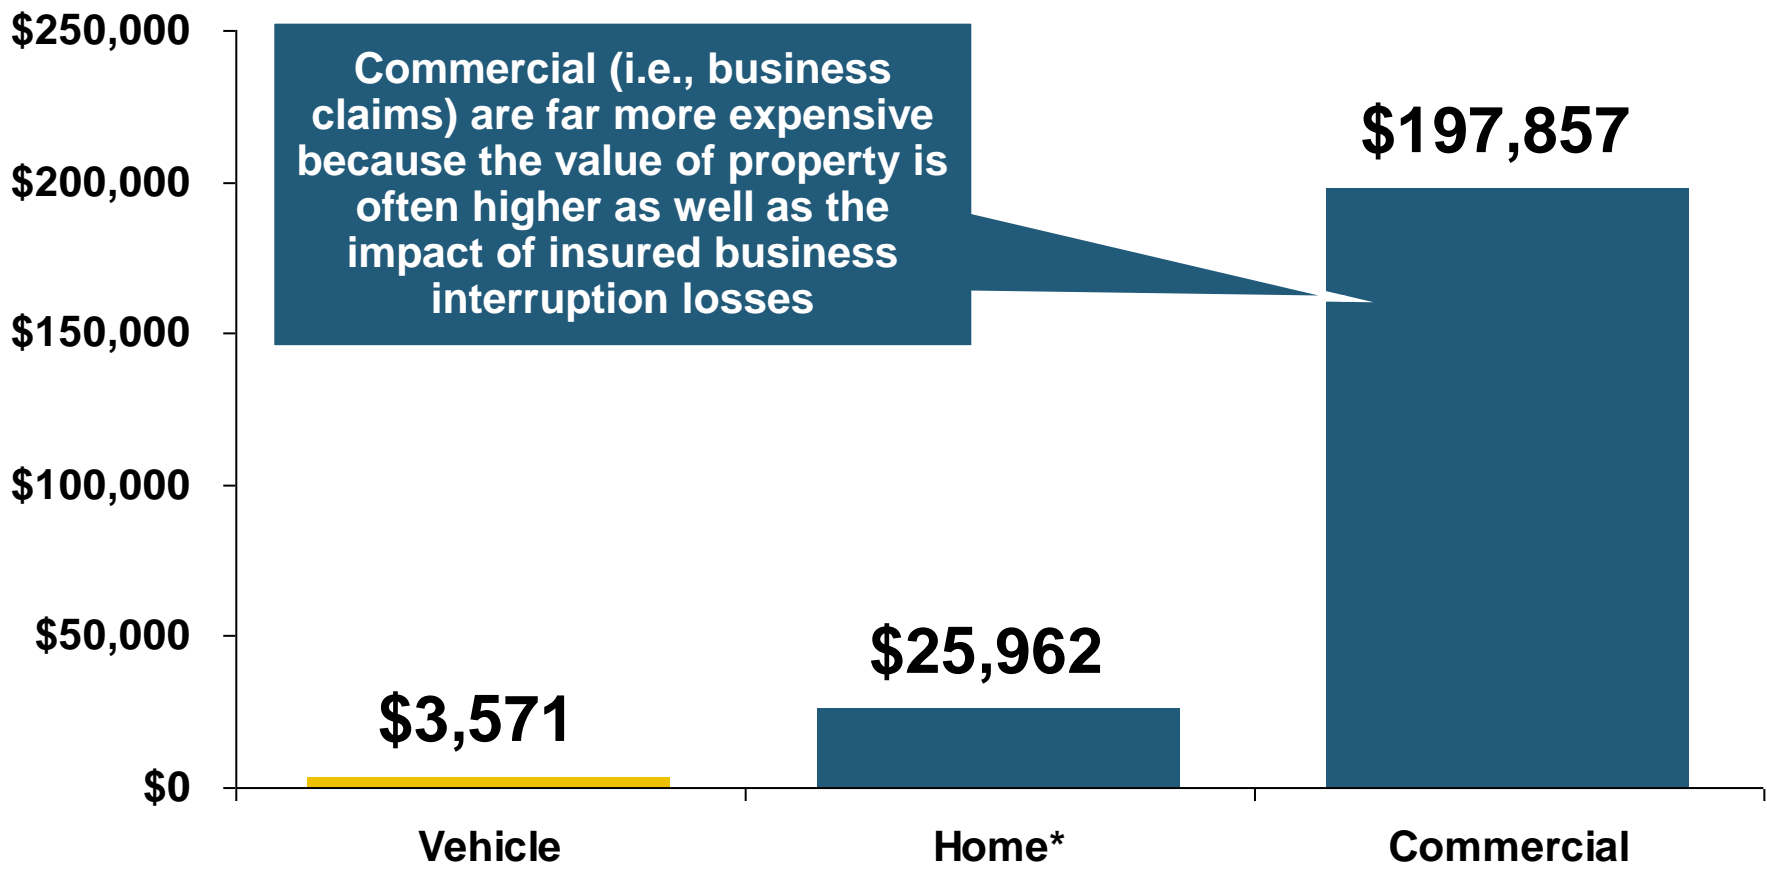 $250,000
Commercial (i.e., business
claims) are far more expensive
because the value of property is
often higher as well as the
impact of insured business
interruption losses
$197,857
$200,000
$150,000
$100,000
$50,000
$25,962
$3,571
$0
Vehicle
Home*
Commercial